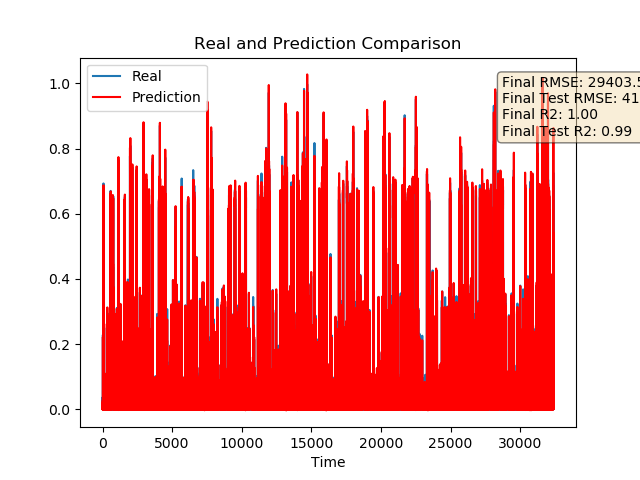 Real and Prediction Comparison
Real
Prediction
Final RMSE: 29403.5
Final Test RMSE: 41
Final R2: 1.00
Final Test R2: 0.99
1.0
0.8
0.6
0.4
0.2
0.0
0 5000 10000 15000 20000 25000 30000
Time